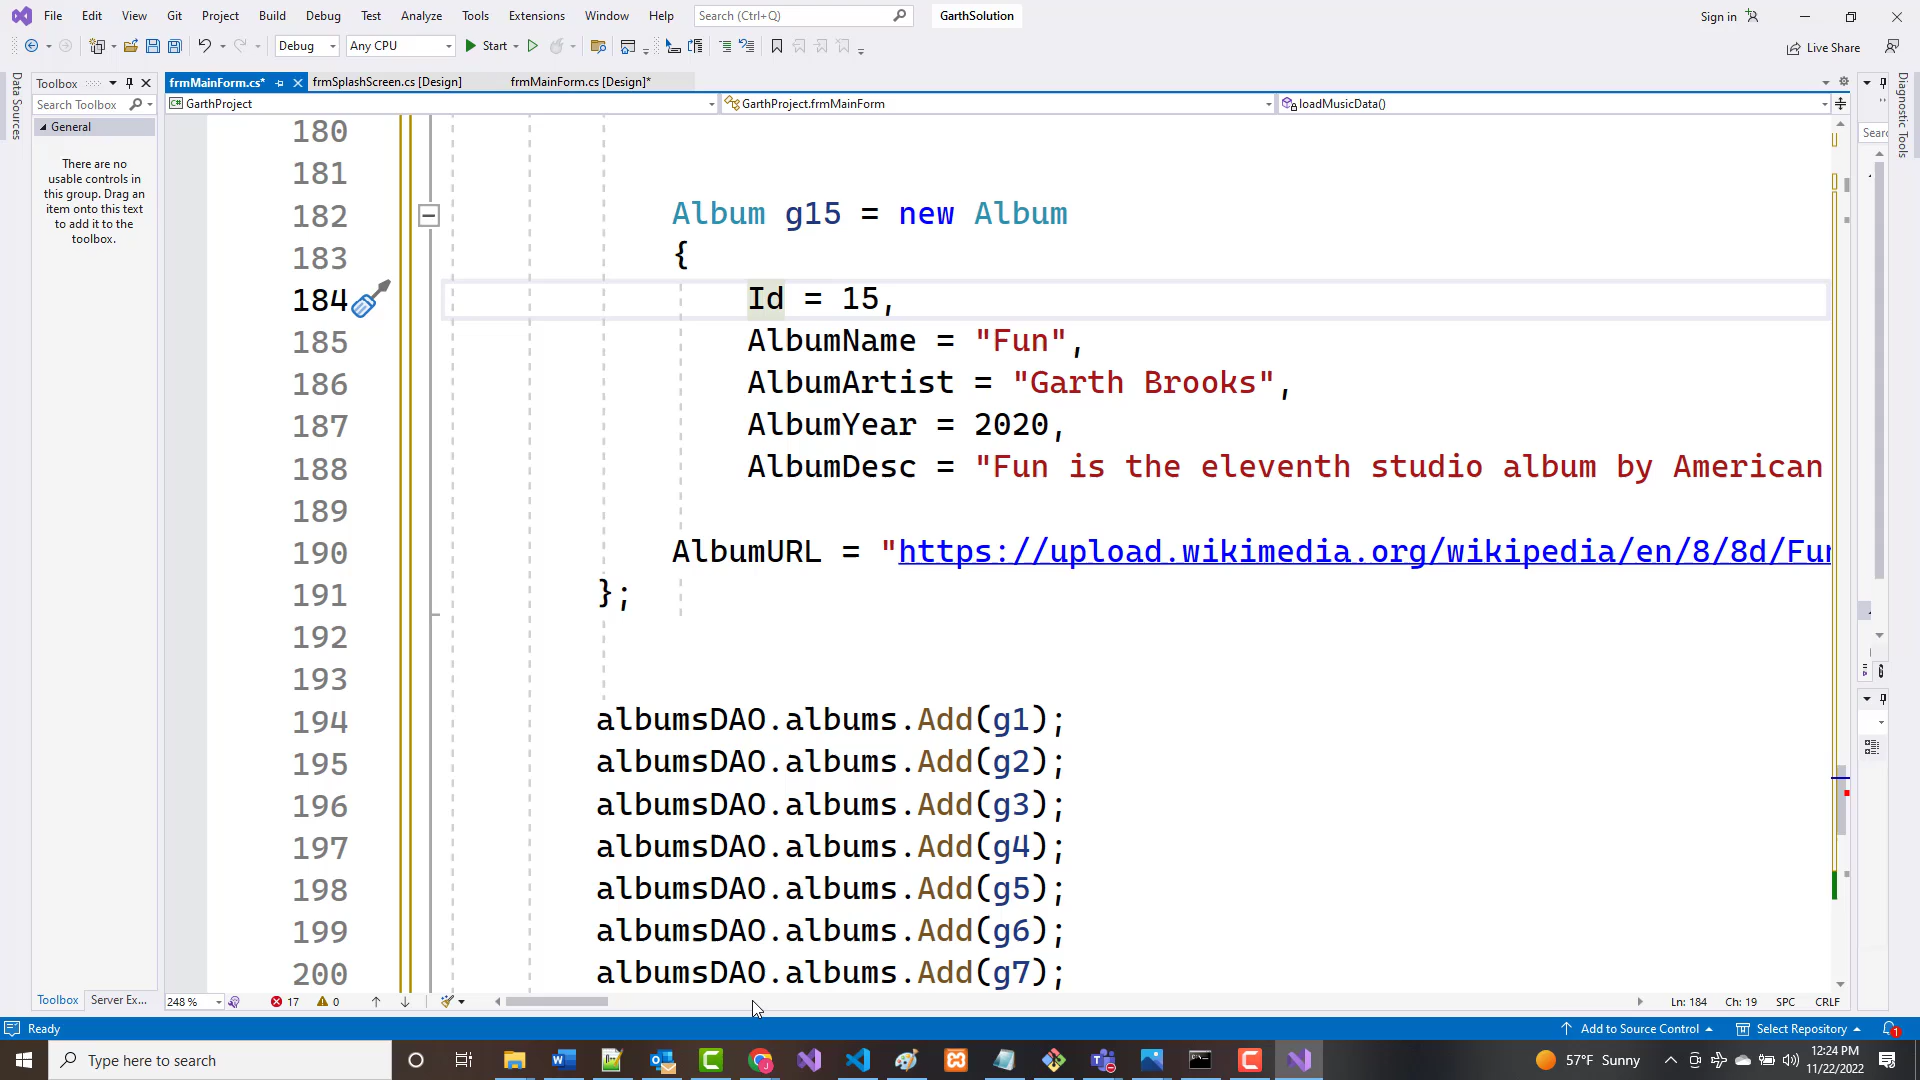 File Edit View Git Project Build Debug Test Analyze Tools Extensions Window Help Search (Ctrl+Q) GarthSolution Sign in
Debug Any CPU Start Live Share
Data Sources
Toolbox
Search Toolbox
General
There are no
usable controls in
this group. Drag an
item onto this text
to add it to the
toolbox.
frmMainForm.cs* frmSplashScreen.cs [Design] frmMainForm.cs [Design]*
GarthProject GarthProject.frmMainForm loadMusicData()
180
181
182 Album g15 = new Album
183 {
184 Id = 15,
185 AlbumName = "Fun",
186 AlbumArtist = "Garth Brooks",
187 AlbumYear = 2020,
188 AlbumDesc = "Fun is the eleventh studio album by American
189
190 AlbumURL = "https://upload.wikimedia.org/wikipedia/en/8/8d/Fun
191 };
192
193
194 albumsDAO.albums.Add(g1);
195 albumsDAO.albums.Add(g2);
196 albumsDAO.albums.Add(g3);
197 albumsDAO.albums.Add(g4);
198 albumsDAO.albums.Add(g5);
199 albumsDAO.albums.Add(g6);
200 albumsDAO.albums.Add(g7);
Diagnostic Tools
Sear
Toolbox Server Ex...
248 % 17 0 Ln: 184 Ch: 19 SPC CRLF
Ready Add to Source Control Select Repository 1
Type here to search 57°F Sunny 12:24 PM
11/22/2022